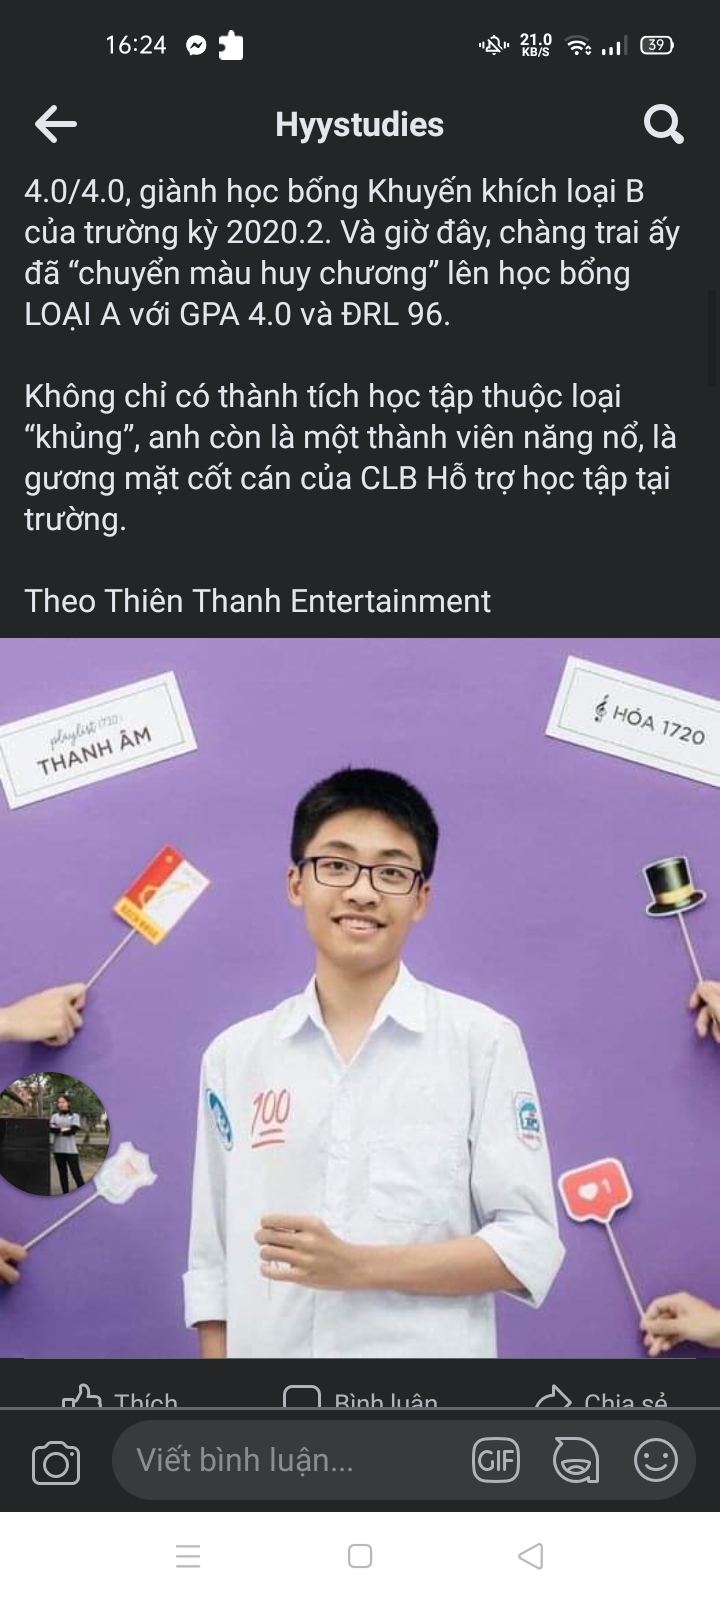 16:24
21.0
KB/S
39
Hyystudies
4.0/4.0, giành học bổng Khuyến khích loại B
của trường kỳ 2020.2. Và giờ đây, chàng trai ấy
đã “chuyển màu huy chương” lên học bổng
LOẠI A với GPA 4.0 và ĐRL 96.
Không chỉ có thành tích học tập thuộc loại
“khủng”, anh còn là một thành viên năng nổ, là
gương mặt cốt cán của CLB Hỗ trợ học tập tại
trường.
Theo Thiên Thanh Entertainment
playlist
THANH ÂM
HÓA 1720
100
1
Thích
Bình luận
Chia sẻ
Viết bình luận...
GIF